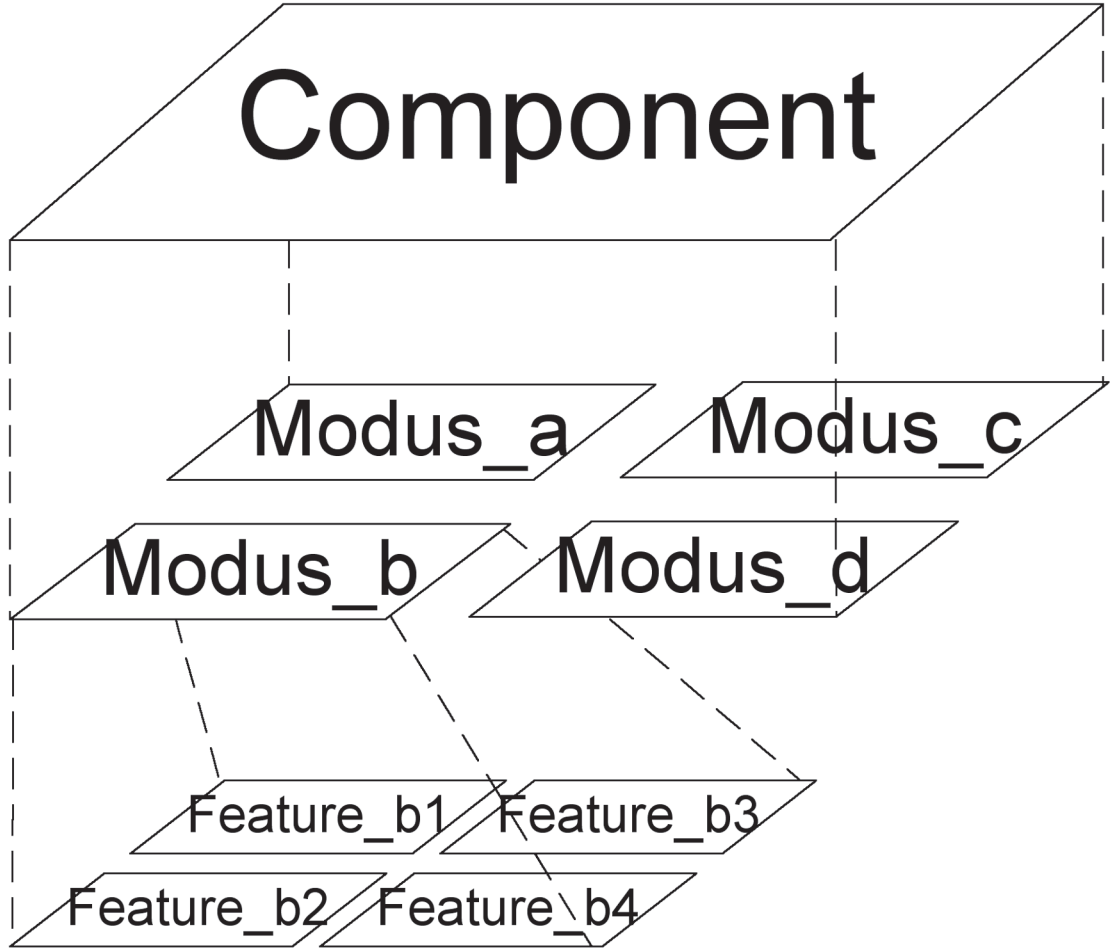 Component
Modus_a
Modus_c
Modus_b
Modus_d
Feature_b1
Feature_b3
Feature_b2
Feature_b4